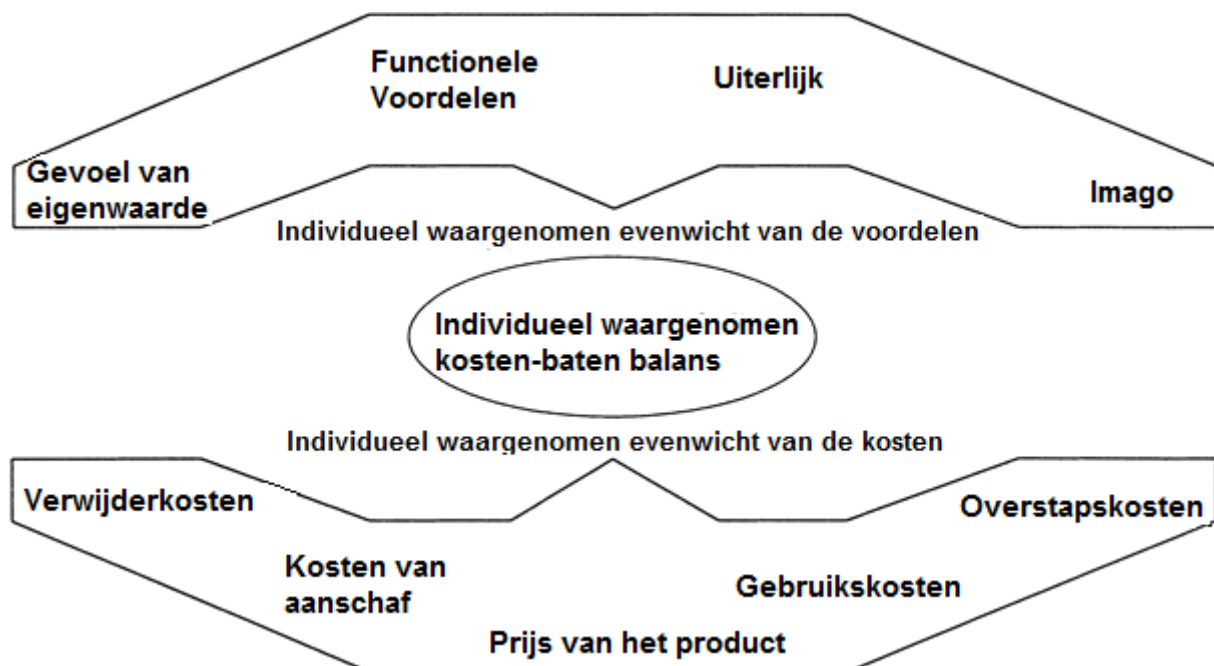 Functionele
Voordelen
Uiterlijk
Gevoel van
eigenwaarde
Imago
Individueel waargenomen evenwicht van de voordelen
Individueel waargenomen
kosten-baten balans
Individueel waargenomen evenwicht van de kosten
Verwijderkosten
Overstapskosten
Kosten van
aanschaf
Gebruikskosten
Prijs van het product